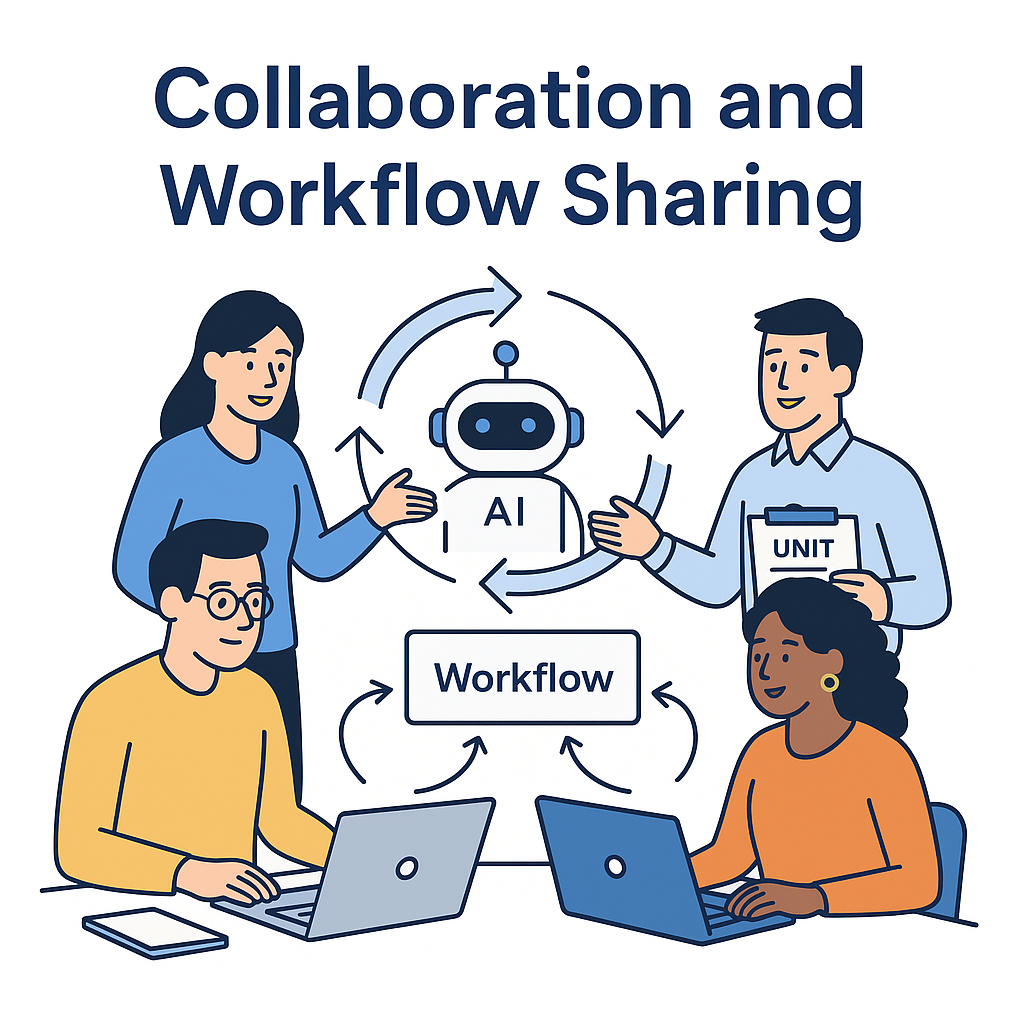 Collaboration and
Workflow Sharing
AI
UNIT
Workflow